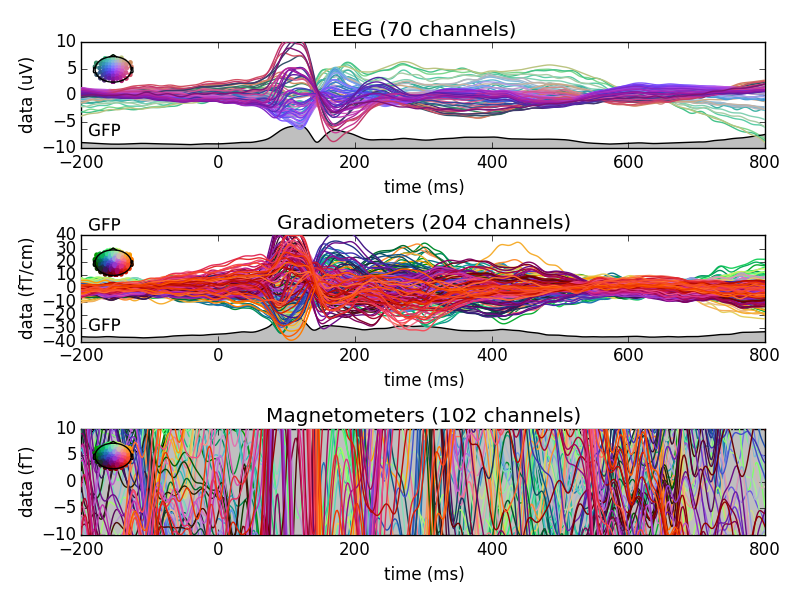 EEG (70 channels)
10
5
0
−5
−10
data (uV)
GFP
−200 0 200 400 600 800
time (ms)
GFP
Gradiometers (204 channels)
40
30
20
10
0
−10
−20
−30
−40
data (fT/cm)
GFP
−200 0 200 400 600 800
time (ms)
Magnetometers (102 channels)
10
5
0
−5
−10
data (fT)
−200 0 200 400 600 800
time (ms)